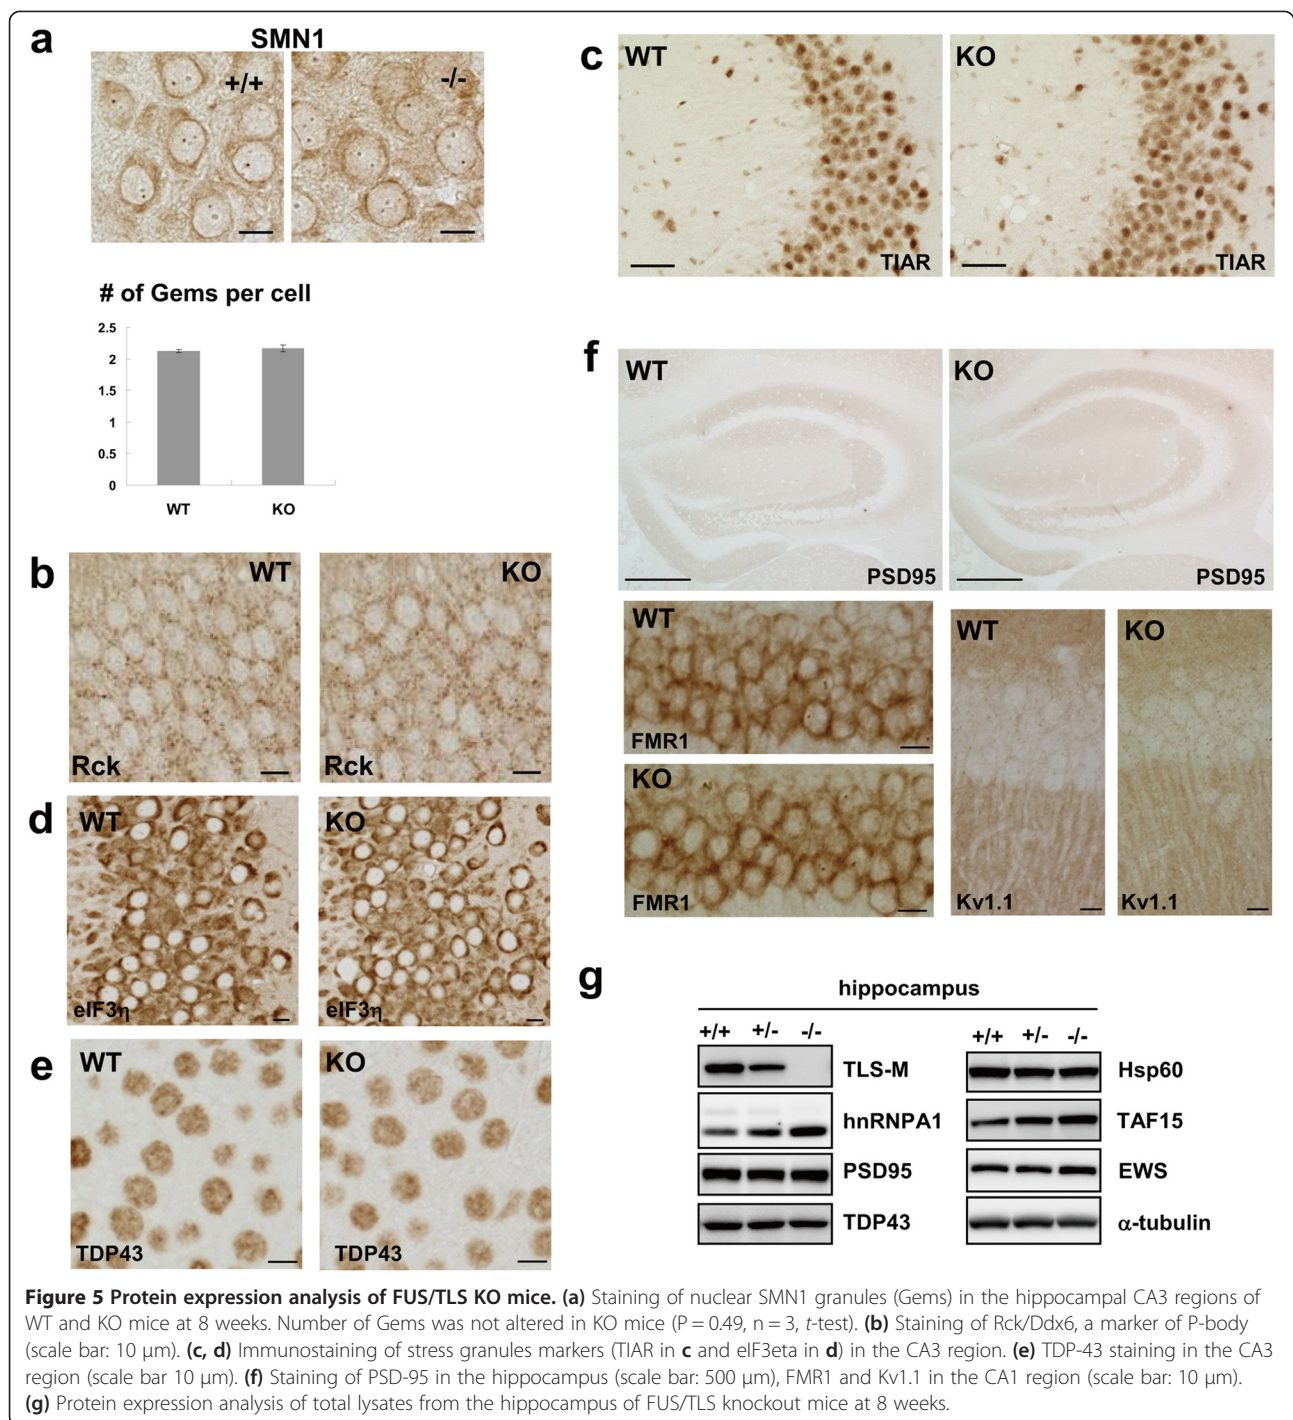 a
SMN1
+/+
-/-
# of Gems per cell
2.5
2
1.5
1
0.5
0
WT
KO
b
WT
KO
Rck
Rck
c
WT
KO
TIAR
TIAR
d
WT
KO
eIF3η
eIF3η
e
WT
KO
TDP43
TDP43
f
WT
KO
PSD95
PSD95
WT
FMR1
KO
FMR1
WT
KO
Kv1.1
Kv1.1
g
hippocampus
+/+ +/- -/-
TLS-M
hnRNPA1
PSD95
TDP43
+/+ +/- -/-
Hsp60
TAF15
EWS
α-tubulin
Figure 5 Protein expression analysis of FUS/TLS KO mice. (a) Staining of nuclear SMN1 granules (Gems) in the hippocampal CA3 regions of
WT and KO mice at 8 weeks. Number of Gems was not altered in KO mice (P = 0.49, n = 3, t-test). (b) Staining of Rck/Ddx6, a marker of P-body
(scale bar: 10 μm). (c, d) Immunostaining of stress granules markers (TIAR in c and eIF3eta in d) in the CA3 region. (e) TDP-43 staining in the CA3
region (scale bar 10 μm). (f) Staining of PSD-95 in the hippocampus (scale bar: 500 μm), FMR1 and Kv1.1 in the CA1 region (scale bar: 10 μm).
(g) Protein expression analysis of total lysates from the hippocampus of FUS/TLS knockout mice at 8 weeks.